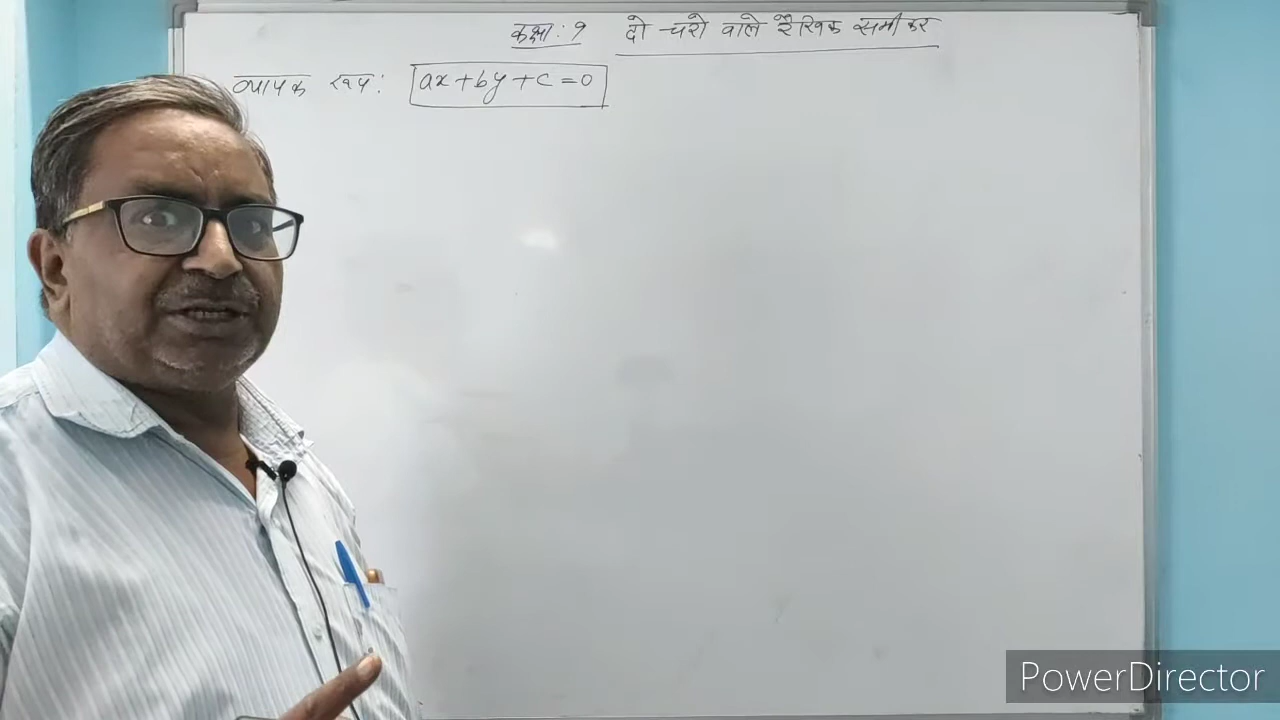 कक्षा: 9 दो चरो वाले रैखिक समीकर
व्यापक रूप: ax+by+c=0
PowerDirector